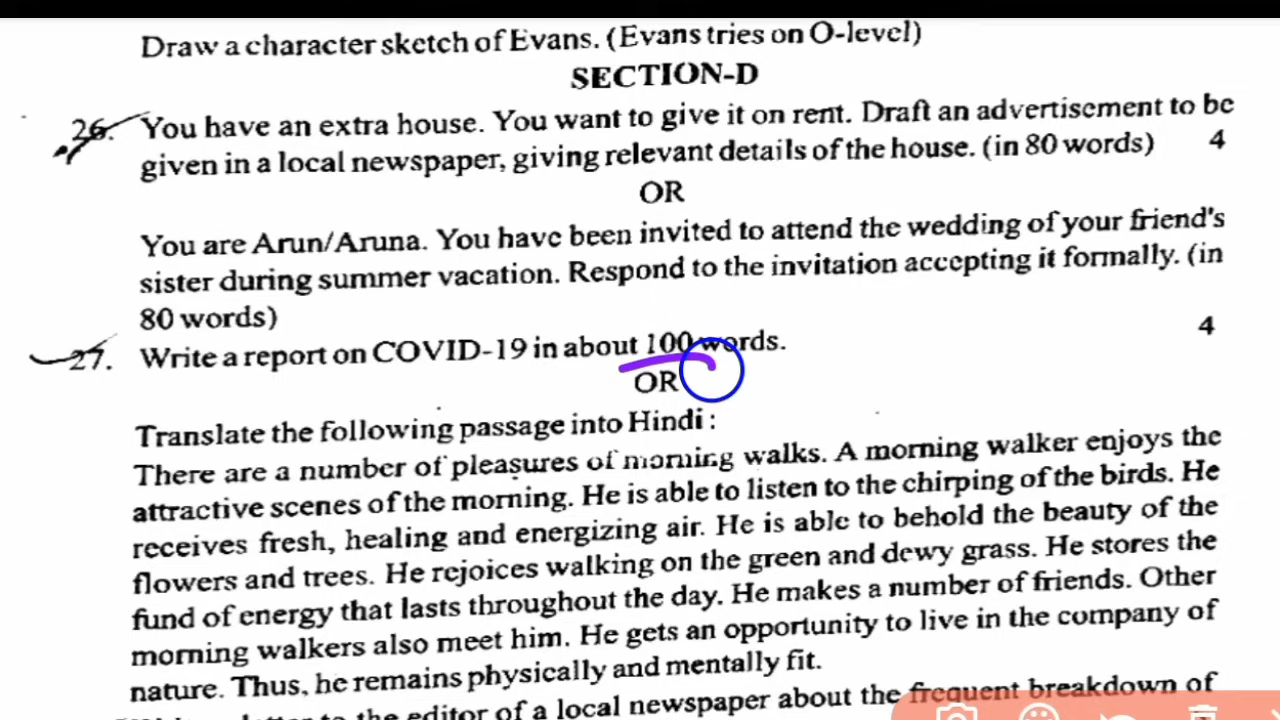 Draw a character sketch of Evans. (Evans tries on O-level)
SECTION-D
26. You have an extra house. You want to give it on rent. Draft an advertisement to be
given in a local newspaper, giving relevant details of the house. (in 80 words) 4
OR
You are Arun/Aruna. You have been invited to attend the wedding of your friend's
sister during summer vacation. Respond to the invitation accepting it formally. (in
80 words)
4
27. Write a report on COVID-19 in about 100 words.
OR
Translate the following passage into Hindi :
There are a number of pleasures of morning walks. A morning walker enjoys the
attractive scenes of the morning. He is able to listen to the chirping of the birds. He
receives fresh, healing and energizing air. He is able to behold the beauty of the
flowers and trees. He rejoices walking on the green and dewy grass. He stores the
fund of energy that lasts throughout the day. He makes a number of friends. Other
morning walkers also meet him. He gets an opportunity to live in the company of
nature. Thus, he remains physically and mentally fit.
letter to the editor of a local newspaper about the frequent breakdown of